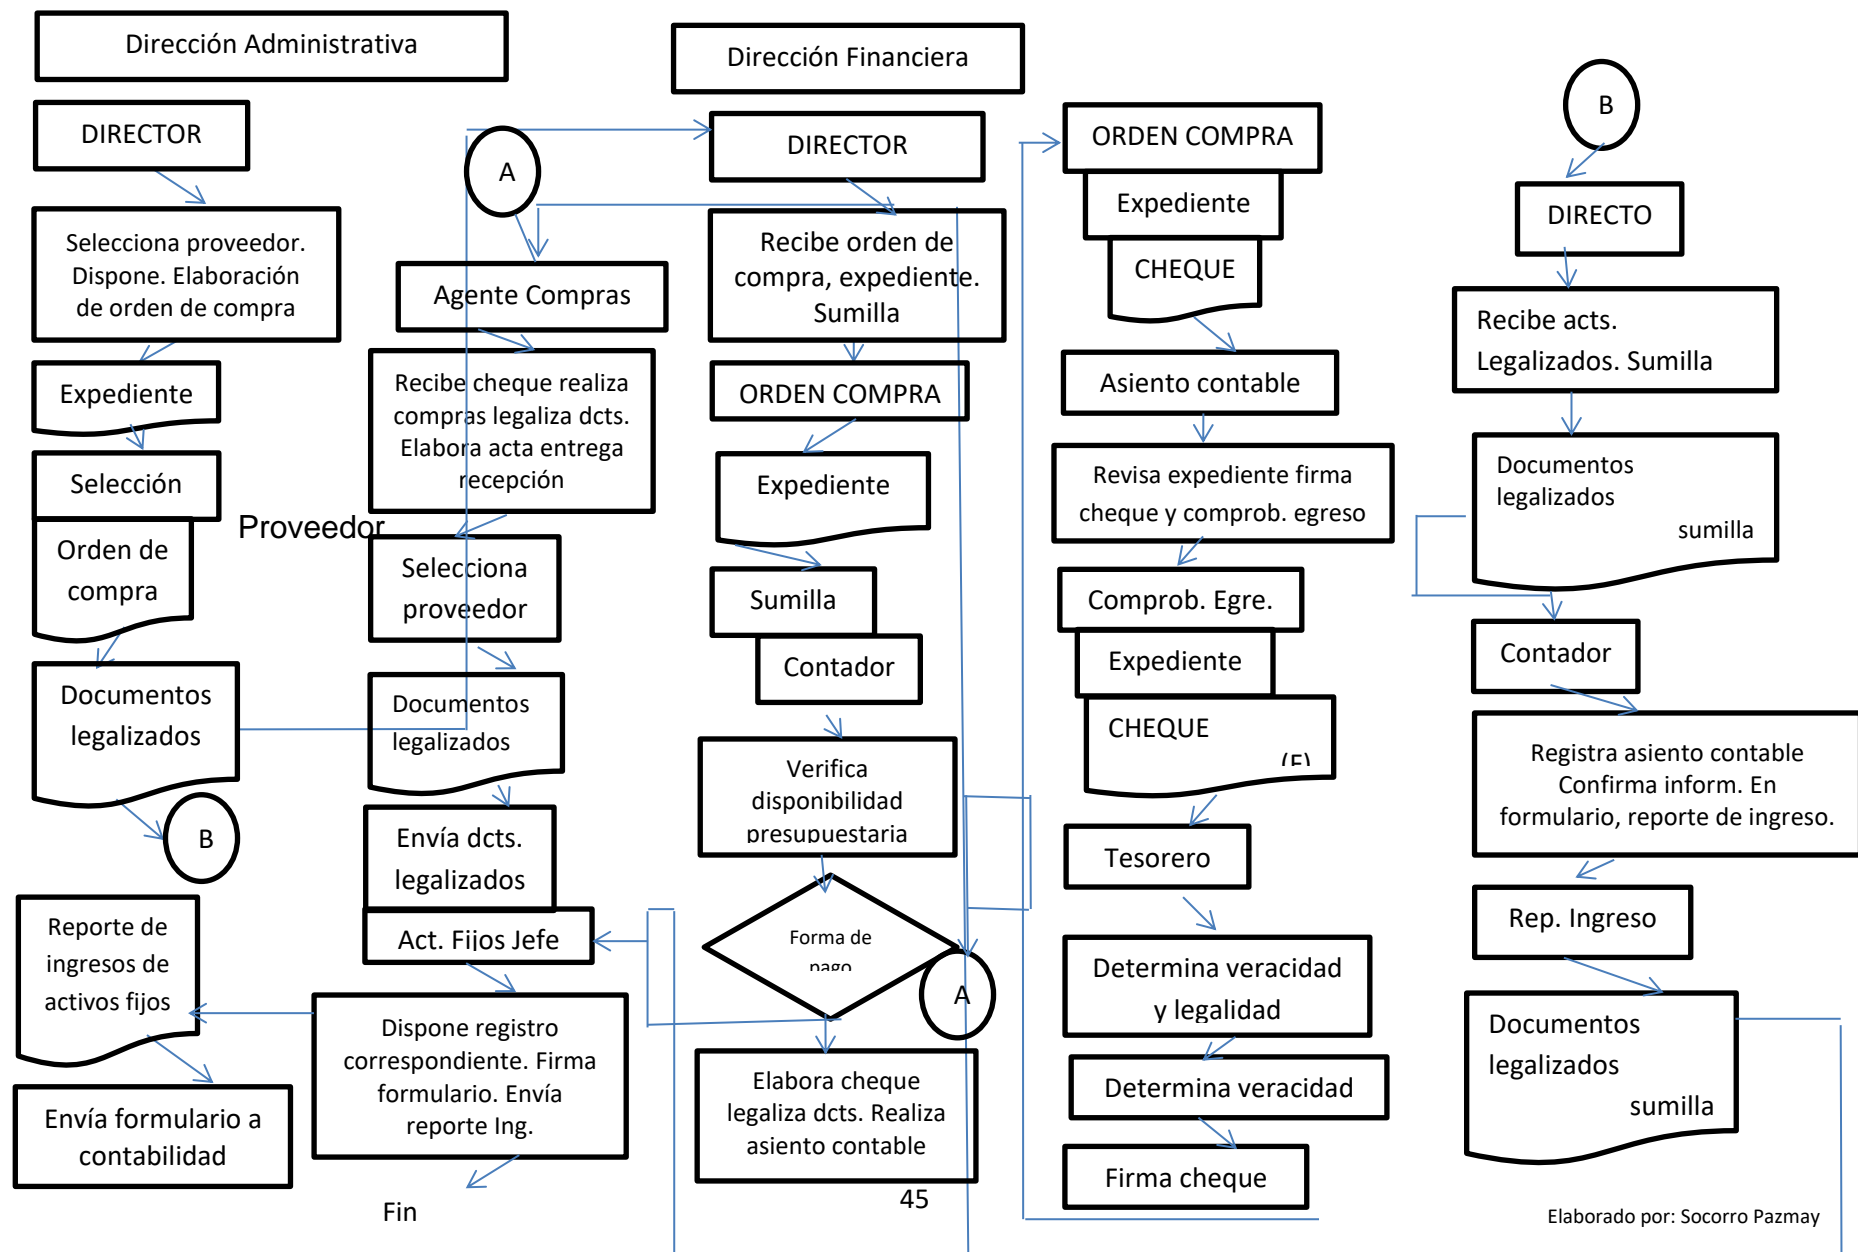 Dirección Administrativa
DIRECTOR
Selecciona proveedor.
Dispone. Elaboración
de orden de compra
Expediente
Selección
Proveedor
Orden de
compra
Documentos
legalizados
B
Reporte de
ingresos de
activos fijos
Envía formulario a
contabilidad
A
Agente Compras
Recibe cheque realiza
compras legaliza dcts.
Elabora acta entrega
recepción
Selecciona
proveedor
Documentos
legalizados
Envía dcts.
legalizados
Act. Fijos Jefe
Dispone registro
correspondiente. Firma
formulario. Envía
reporte Ing.
Fin
Dirección Financiera
DIRECTOR
Recibe orden de
compra, expediente.
Sumilla
ORDEN COMPRA
Expediente
Sumilla
Contador
Verifica
disponibilidad
presupuestaria
Forma de
pago
A
Elabora cheque
legaliza dcts. Realiza
asiento contable
45
ORDEN COMPRA
Expediente
CHEQUE
Asiento contable
Revisa expediente firma
cheque y comprob. egreso
Comprob. Egre.
Expediente
CHEQUE
(F)
Tesorero
Determina veracidad
y legalidad
Determina veracidad
Firma cheque
B
DIRECTO
Recibe acts.
Legalizados. Sumilla
Documentos
legalizados
sumilla
Contador
Registra asiento contable
Confirma inform. En
formulario, reporte de ingreso.
Rep. Ingreso
Documentos
legalizados
sumilla
Elaborado por: Socorro Pazmay